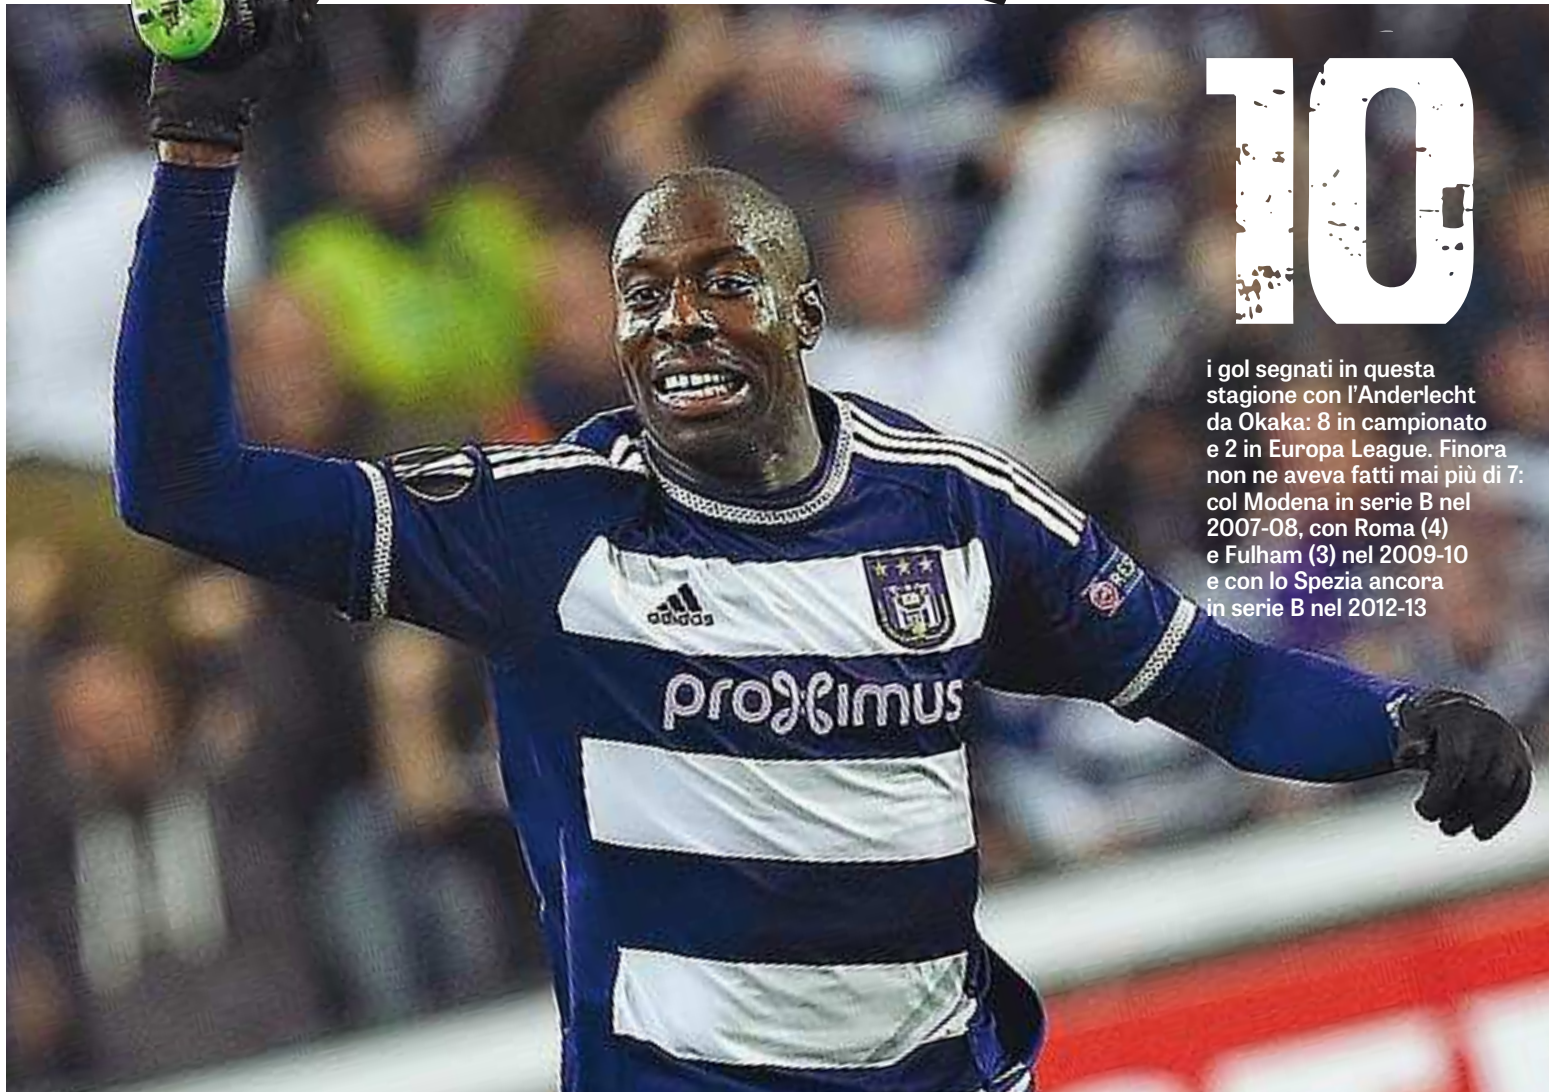 10
i gol segnati in questa
stagione con l'Anderlecht
da Okaka: 8 in campionato
e 2 in Europa League. Finora
non ne aveva fatti mai più di 7:
col Modena in serie B nel
2007-08, con Roma (4)
e Fulham (3) nel 2009-10
e con lo Spezia ancora
in serie B nel 2012-13
adidas
proximus